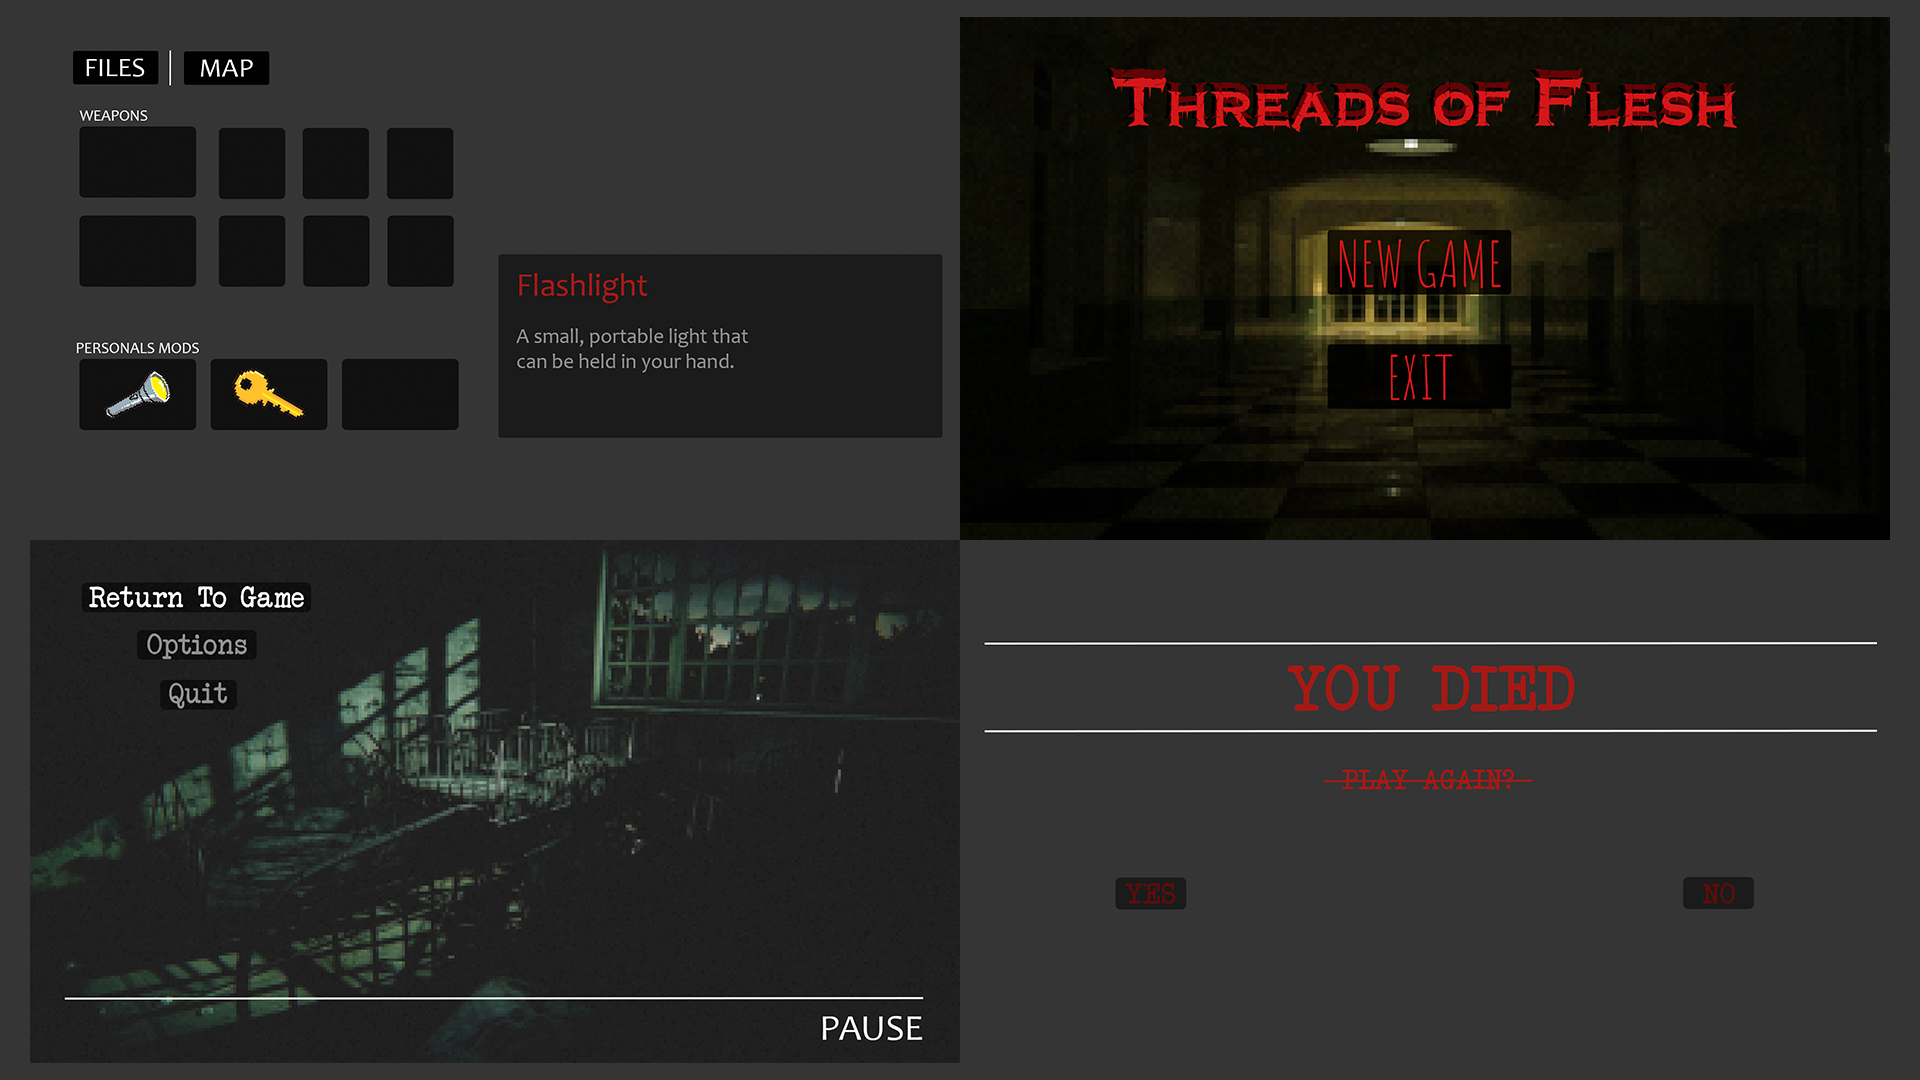 FILES | MAP
WEAPONS
Flashlight
A small, portable light that
can be held in your hand.
PERSONALS MODS
THREADS OF FLESH
NEW GAME
EXIT
Return To Game
Options
Quit
PAUSE
YOU DIED
PLAY AGAIN?
YES
NO